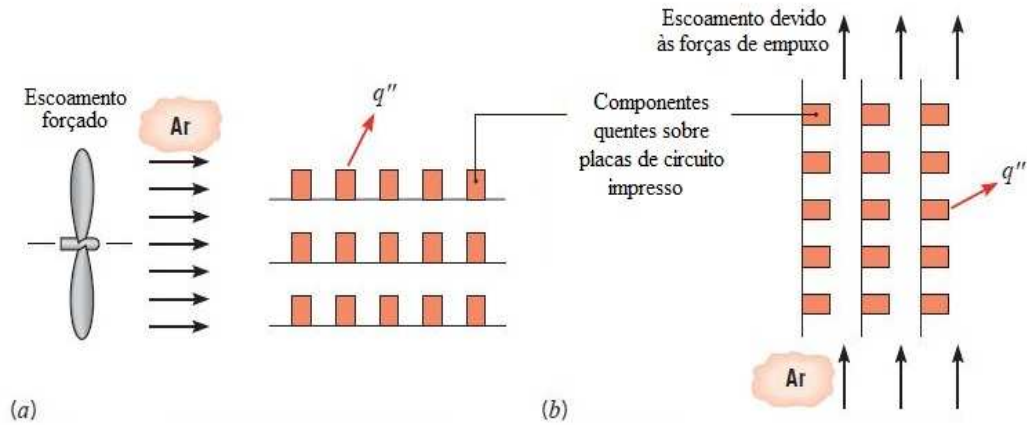 Escoamento
forçado
Ar
q"
Componentes
quentes sobre
placas de circuito
impresso
Escoamento devido
às forças de empuxo
q"
Ar
(a)
(b)